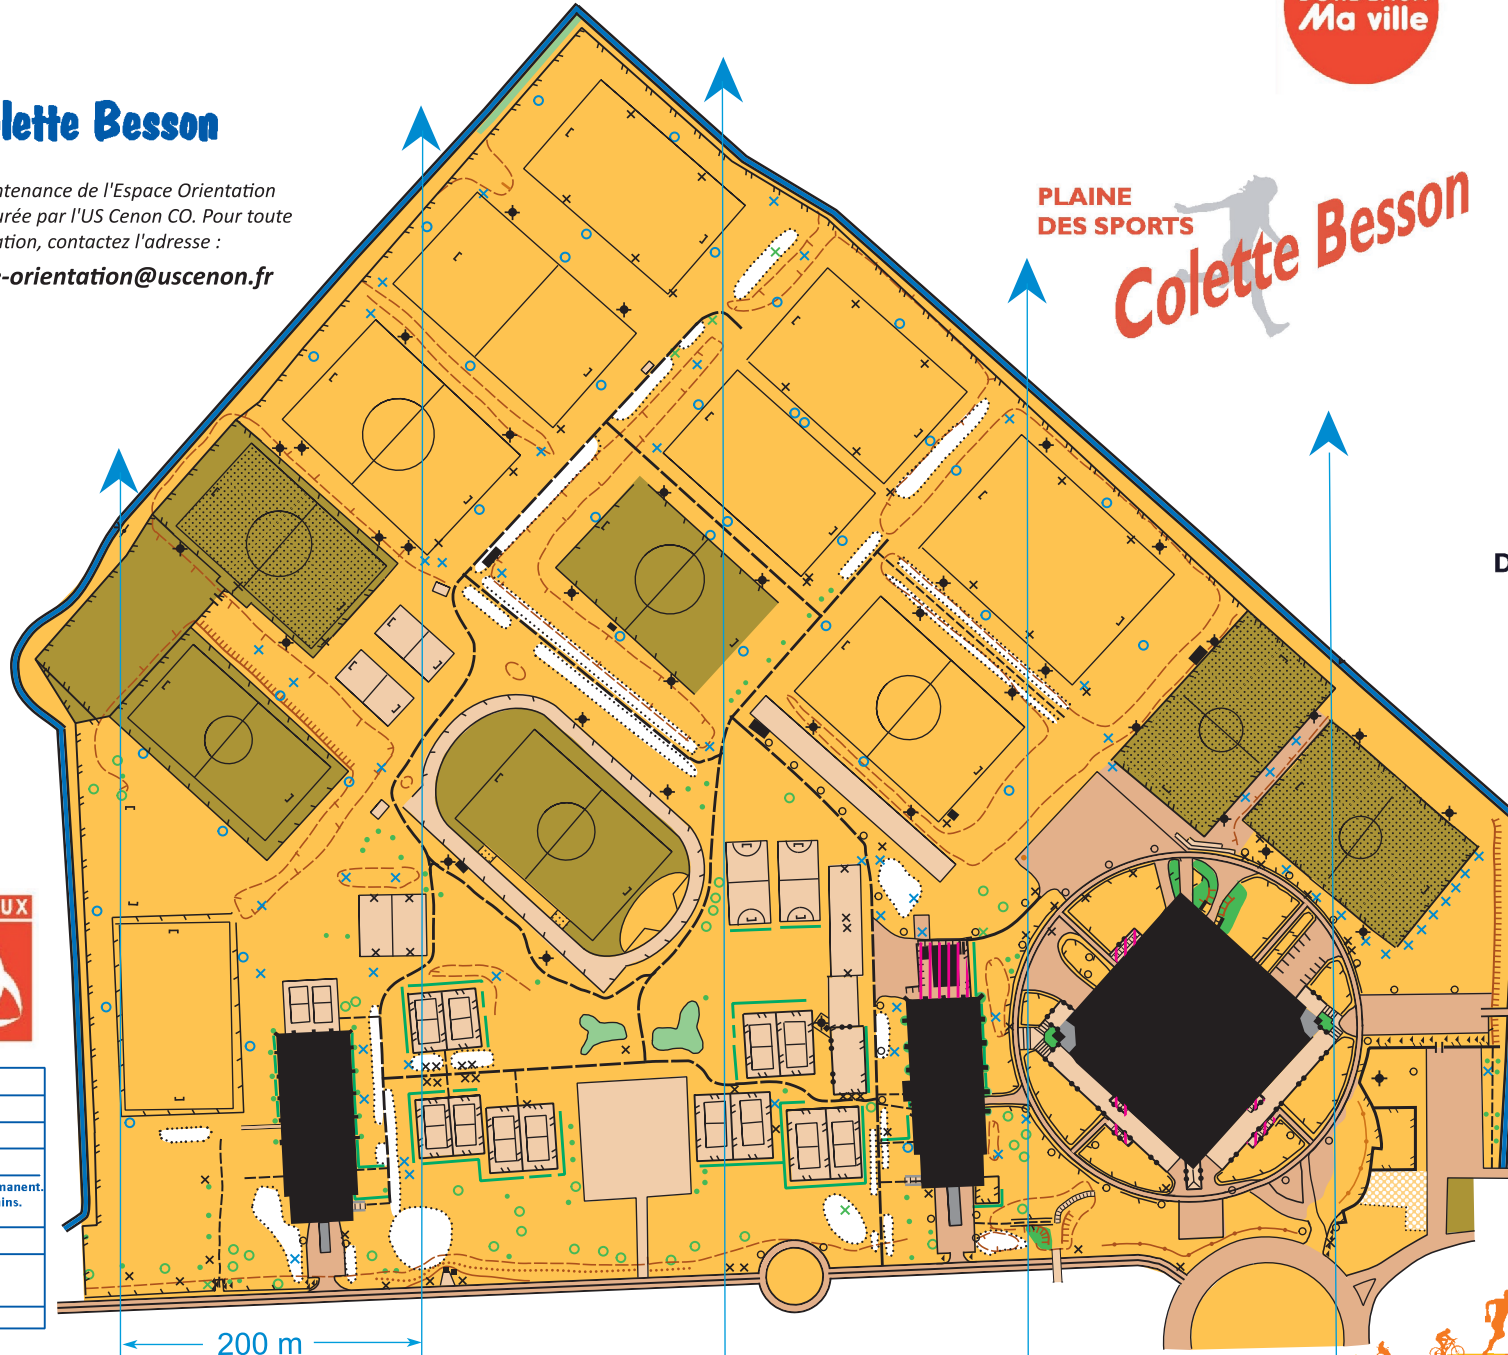 Ma ville
lette Besson
ntenance de l'Espace Orientation
urée par l'US Cenon CO. Pour toute
ation, contactez l'adresse :
e-orientation@uscenon.fr
PLAINE
DES SPORTS
Colette Besson
D
UX
manent.
ins.
200 m